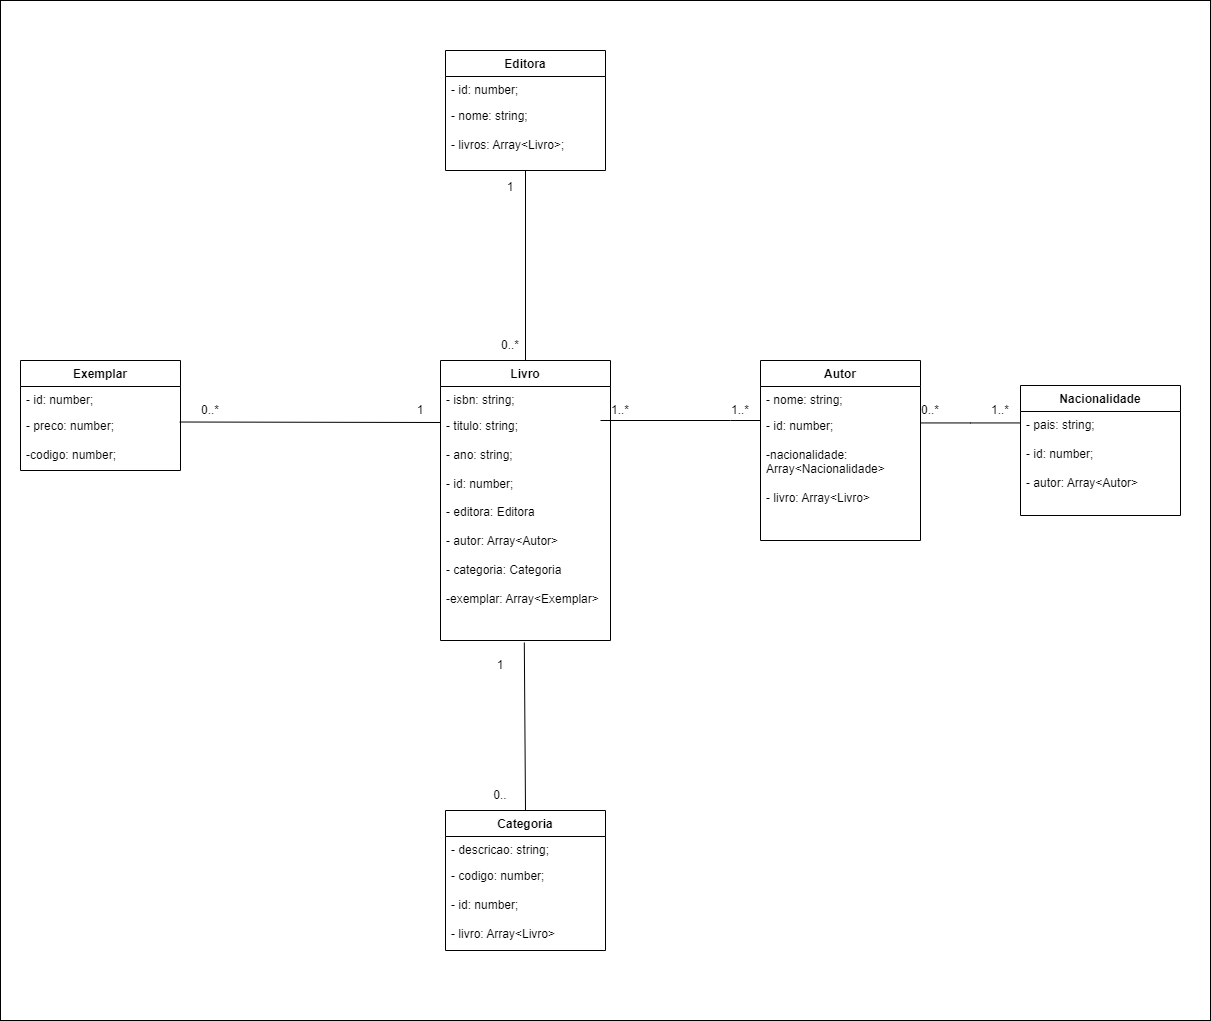 Editora
- id: number;
- nome: string;
- livros: Array<Livro>;
1
0..*
Exemplar
- id: number;
- preco: number;
-codigo: number;
0..*
1
Livro
- isbn: string;
- titulo: string;
- ano: string;
- id: number;
- editora: Editora
- autor: Array<Autor>
- categoria: Categoria
-exemplar: Array<Exemplar>
1..*
1..*
Autor
- nome: string;
- id: number;
-nacionalidade:
Array<Nacionalidade>
- livro: Array<Livro>
0..*
1..*
Nacionalidade
- pais: string;
- id: number;
- autor: Array<Autor>
1
0..
Categoria
- descricao: string;
- codigo: number;
- id: number;
- livro: Array<Livro>